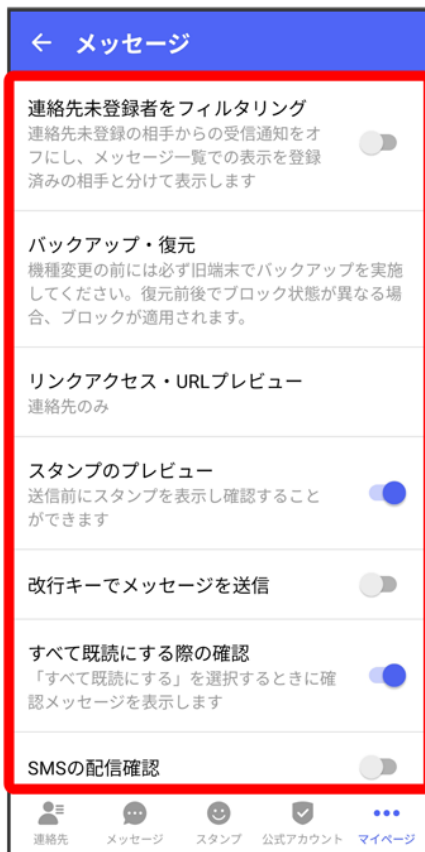 ← メッセージ
連絡先未登録者をフィルタリング
連絡先未登録の相手からの受信通知をオ
フにし、メッセージ一覧での表示を登録
済みの相手と分けて表示します
バックアップ・復元
機種変更の前には必ず旧端末でバックアップを実施
してください。復元前後でブロック状態が異なる場
合、ブロックが適用されます。
リンクアクセス・URLプレビュー
連絡先のみ
スタンプのプレビュー
送信前にスタンプを表示し確認すること
ができます
改行キーでメッセージを送信
すべて既読にする際の確認
「すべて既読にする」を選択するときに確
認メッセージを表示します
SMSの配信確認
連絡先 メッセージ スタンプ 公式アカウント マイページ